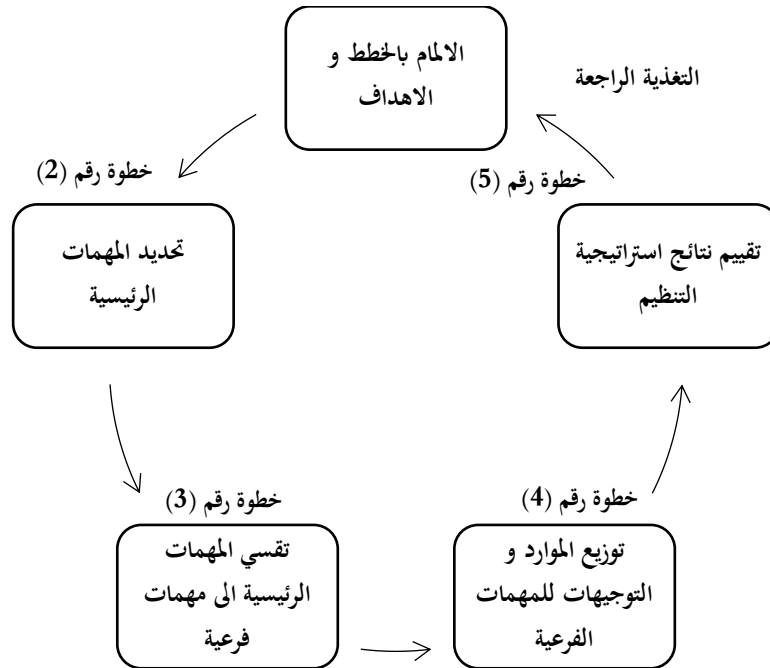 الالمام بالخطط و
الاهداف
التغذية الراجعة
خطوة رقم (2)
تحديد المهمات
الرئيسية
خطوة رقم (3)
تقسي المهمات
الرئيسية الى مهمات
فرعية
خطوة رقم (4)
توزيع الموارد و
التوجيهات للمهمات
الفرعية
خطوة رقم (5)
تقييم نتائج استراتيجية
التنظيم